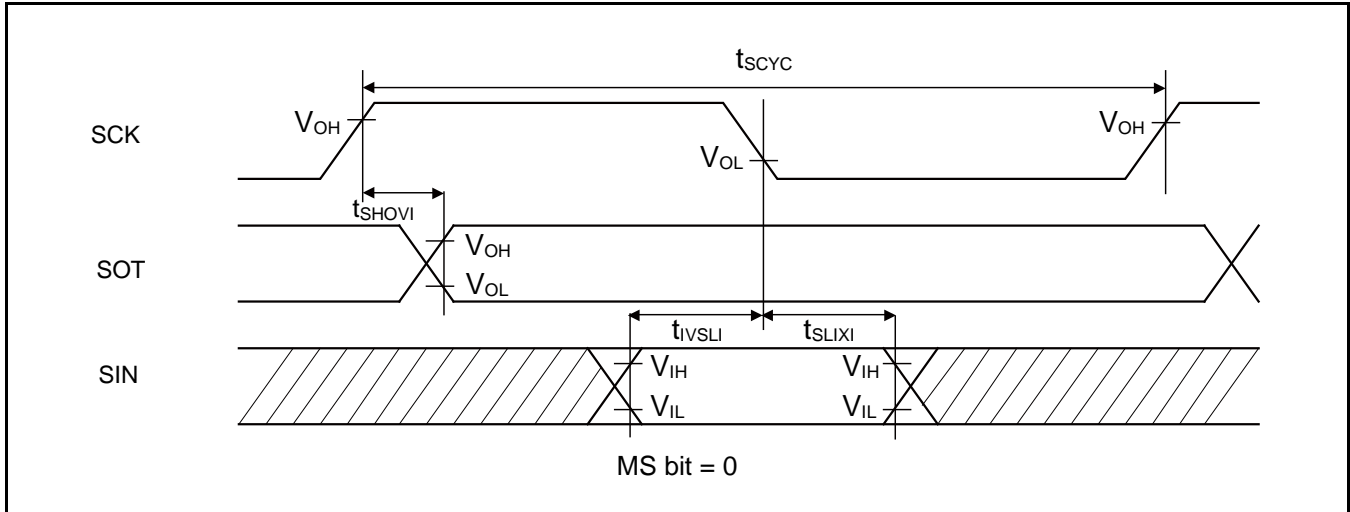 tSCYC
SCK
VOH
VOL
VOH
tSHOVI
SOT
VOH
VOL
tIVSLI
tSLIXI
SIN
VIH
VIH
VIL
VIL
MS bit = 0